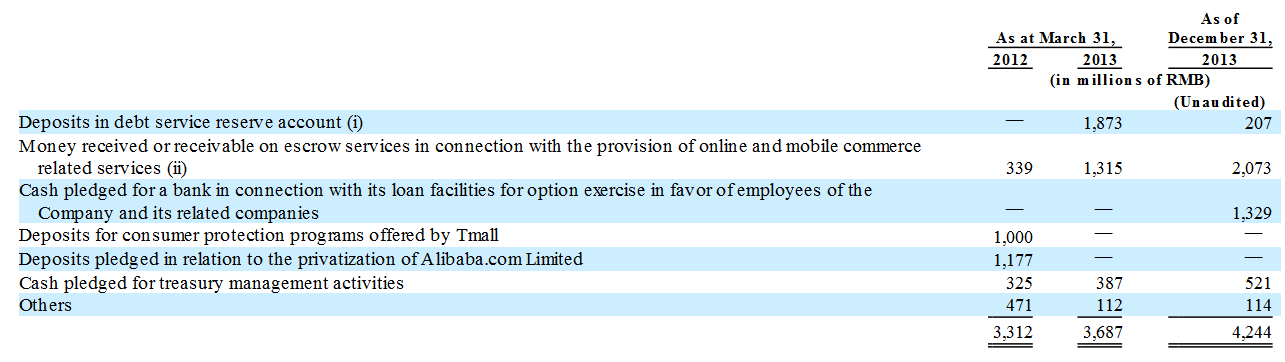 As of
As at March 31, December 31,
2012 2013 2013
(in millions of RMB)
(Unaudited)
Deposits in debt service reserve account (i) — 1,873 207
Money received or receivable on escrow services in connection with the provision of online and mobile commerce
related services (ii) 339 1,315 2,073
Cash pledged for a bank in connection with its loan facilities for option exercise in favor of employees of the
Company and its related companies — — 1,329
Deposits for consumer protection programs offered by Tmall 1,000 — —
Deposits pledged in relation to the privatization of Alibaba.com Limited 1,177 — —
Cash pledged for treasury management activities 325 387 521
Others 471 112 114
3,312 3,687 4,244